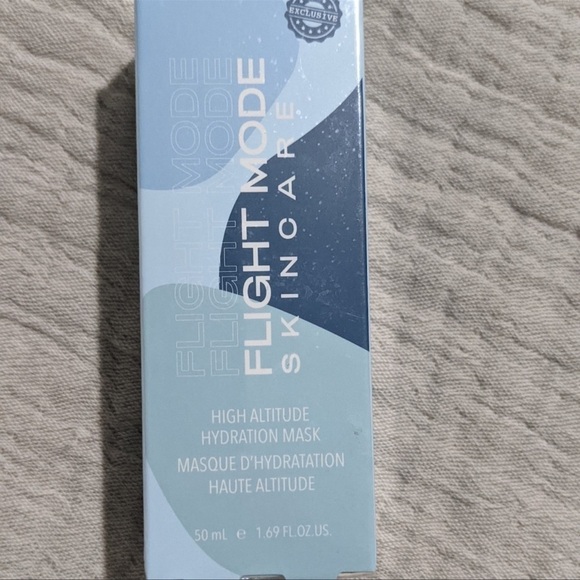 EXCLUSIVE
FLIGHT MODE
FLIGHT MODE
FLIGHT MODE
SKINCARE
HIGH ALTITUDE
HYDRATION MASK
MASQUE D'HYDRATATION
HAUTE ALTITUDE
50 mL e 1.69 FL.OZ.US.